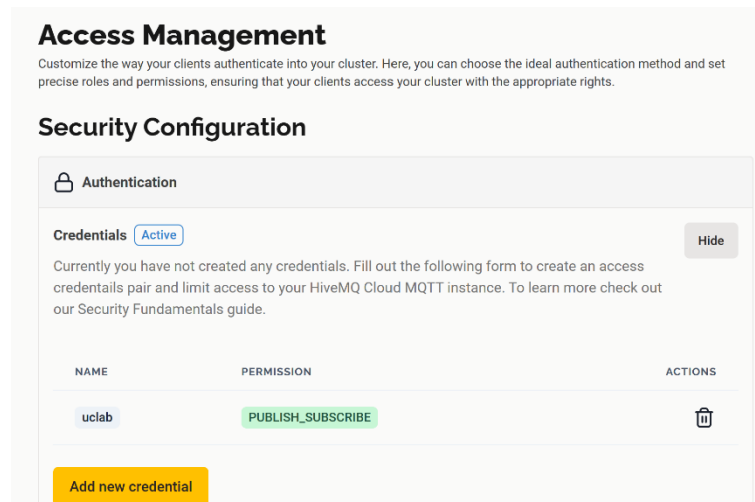 Access Management
Customize the way your clients authenticate into your cluster. Here, you can choose the ideal authentication method and set
precise roles and permissions, ensuring that your clients access your cluster with the appropriate rights.
Security Configuration
Authentication
Credentials Active
Hide
Currently you have not created any credentials. Fill out the following form to create an access
credentails pair and limit access to your HiveMQ Cloud MQTT instance. To learn more check out
our Security Fundamentals guide.
NAME PERMISSION ACTIONS
uclab PUBLISH_SUBSCRIBE
Add new credential